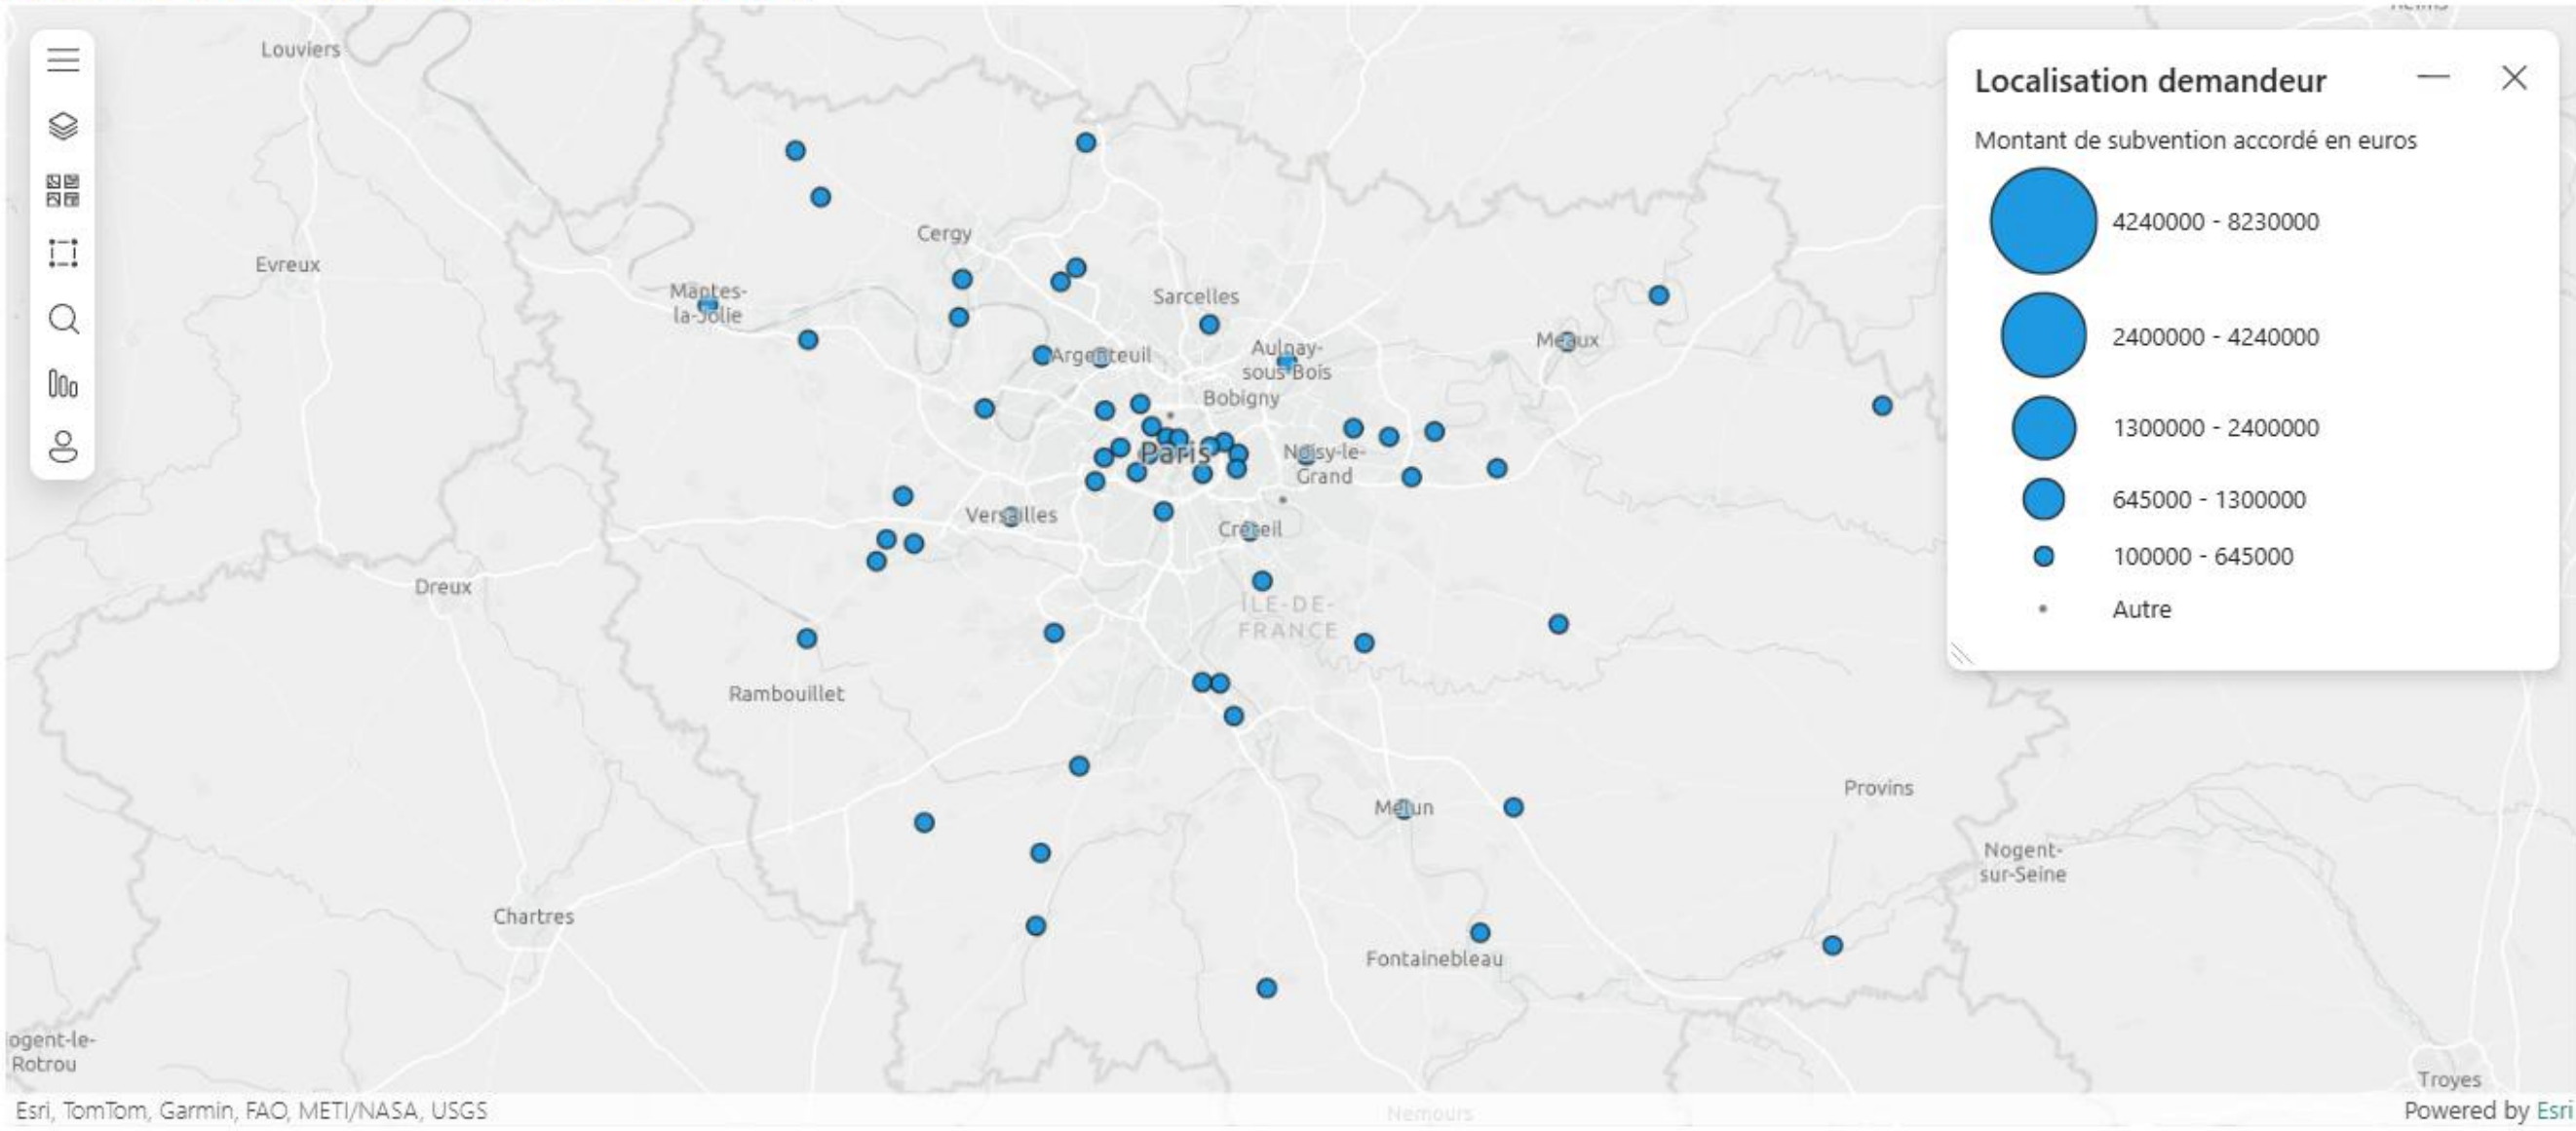 Louviers
Evreux
Cergy
Mantes-
la-Jolie
Sarcelles
Argenteuil
Aulnay-
sous-Bois
Meaux
Bobigny
Paris
Noisy-le-
Grand
Versailles
Créteil
Dreux
ÎLE-DE-
FRANCE
Rambouillet
Provins
Melun
Nogent-
sur-Seine
Chartres
Fontainebleau
ogent-le-
Rotrou
Troyes
Nemours
Localisation demandeur
Montant de subvention accordé en euros
4240000 - 8230000
2400000 - 4240000
1300000 - 2400000
645000 - 1300000
100000 - 645000
Autre
Esri, TomTom, Garmin, FAO, METI/NASA, USGS
Powered by Esri